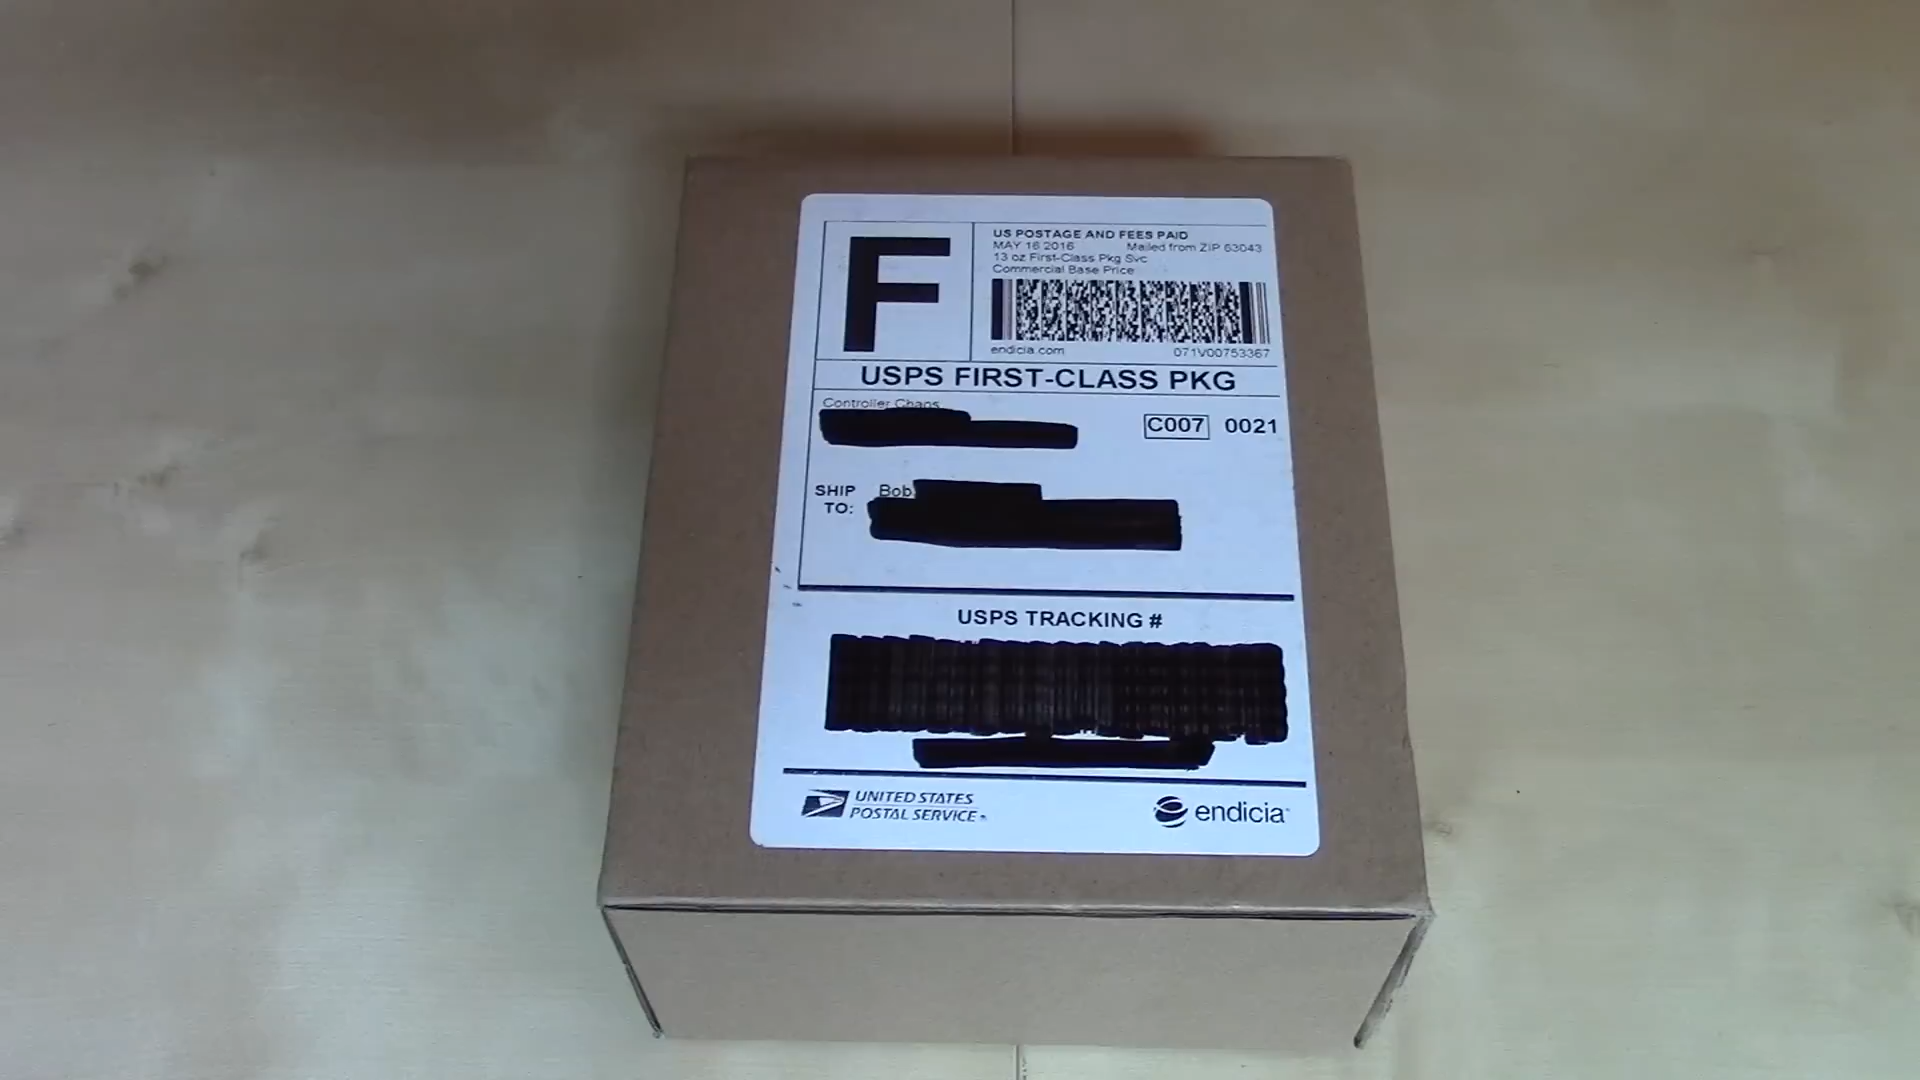 F
US POSTAGE AND FEES PAID
MAY 16 2016 Mailed from ZIP 63043
13 oz First-Class Pkg Svc
Commercial Base Price
endicia.com 071V00753367
USPS FIRST-CLASS PKG
Controller Chaos
C007 0021
SHIP TO: Bob
USPS TRACKING #
UNITED STATES
POSTAL SERVICE
endicia